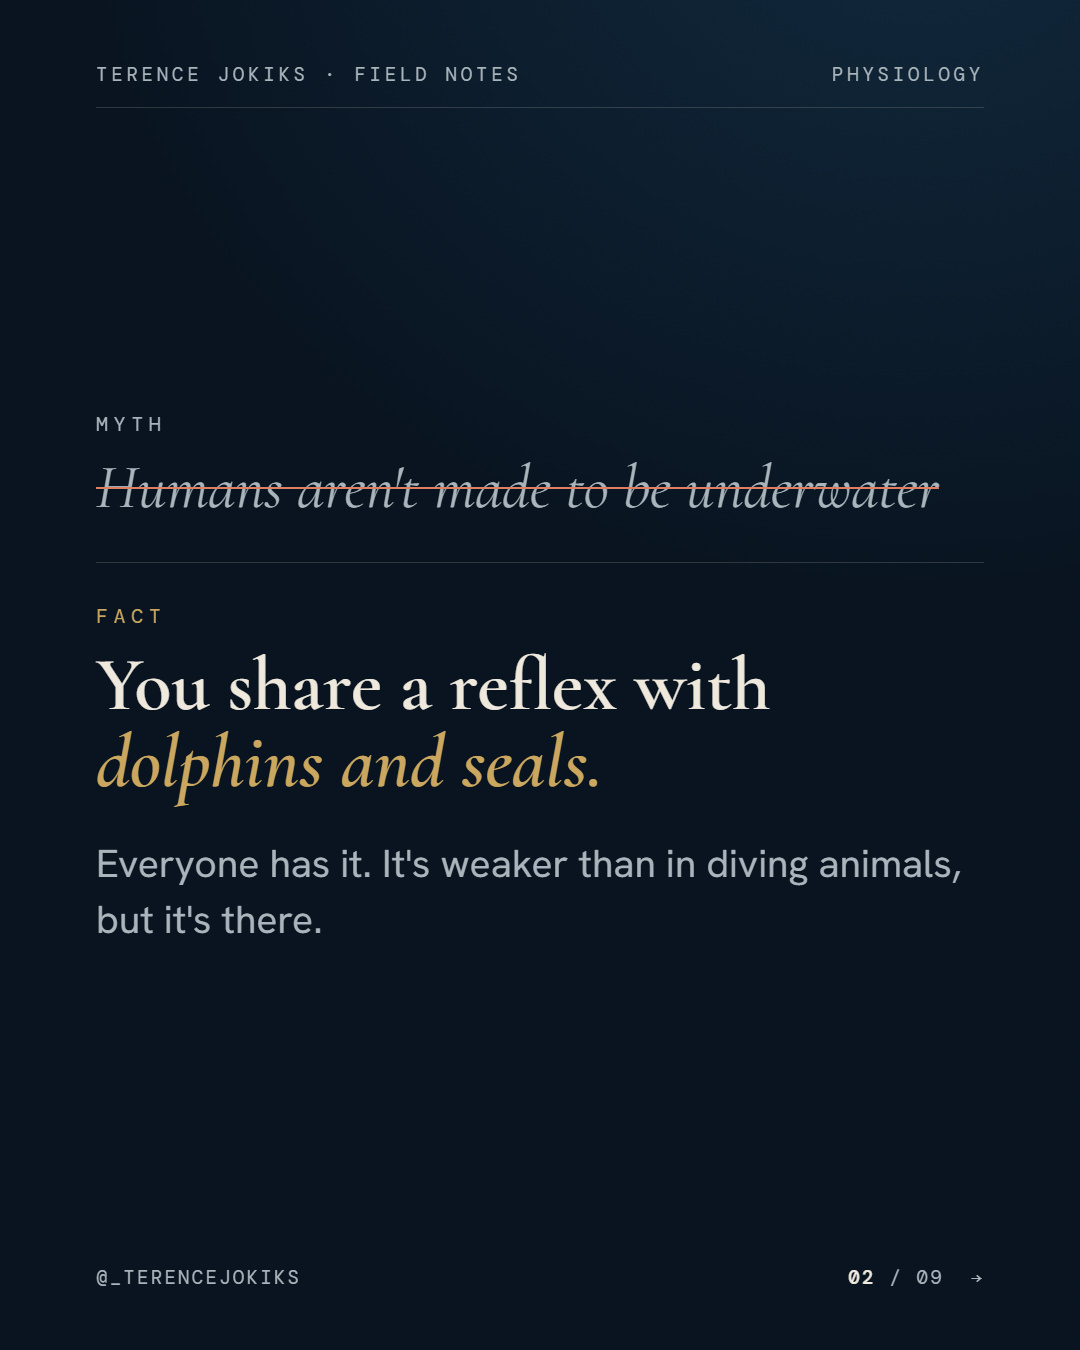 TERENCE JOKIKS · FIELD NOTES
PHYSIOLOGY
MYTH
Humans aren't made to be underwater
FACT
You share a reflex with
dolphins and seals.
Everyone has it. It's weaker than in diving animals,
but it's there.
@_TERENCEJOKIKS
02 / 09 →